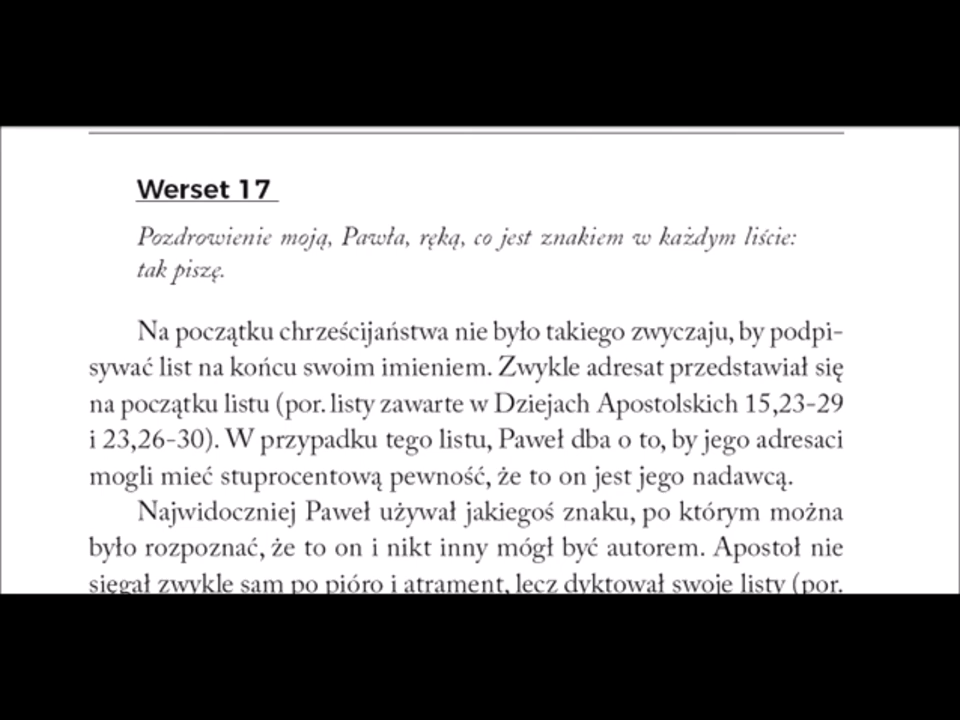 Werset 17
Pozdrowienie moją, Pawła, ręką, co jest znakiem w każdym liście:
tak piszę.
Na początku chrześcijaństwa nie było takiego zwyczaju, by podpi-
sywać list na końcu swoim imieniem. Zwykle adresat przedstawiał się
na początku listu (por. listy zawarte w Dziejach Apostolskich 15,23-29
i 23,26-30). W przypadku tego listu, Paweł dba o to, by jego adresaci
mogli mieć stuprocentową pewność, że to on jest jego nadawcą.
Najwidoczniej Paweł używał jakiegoś znaku, po którym można
było rozpoznać, że to on i nikt inny mógł być autorem. Apostoł nie
sięgał zwykle sam po pióro i atrament, lecz dyktował swoje listy (por.